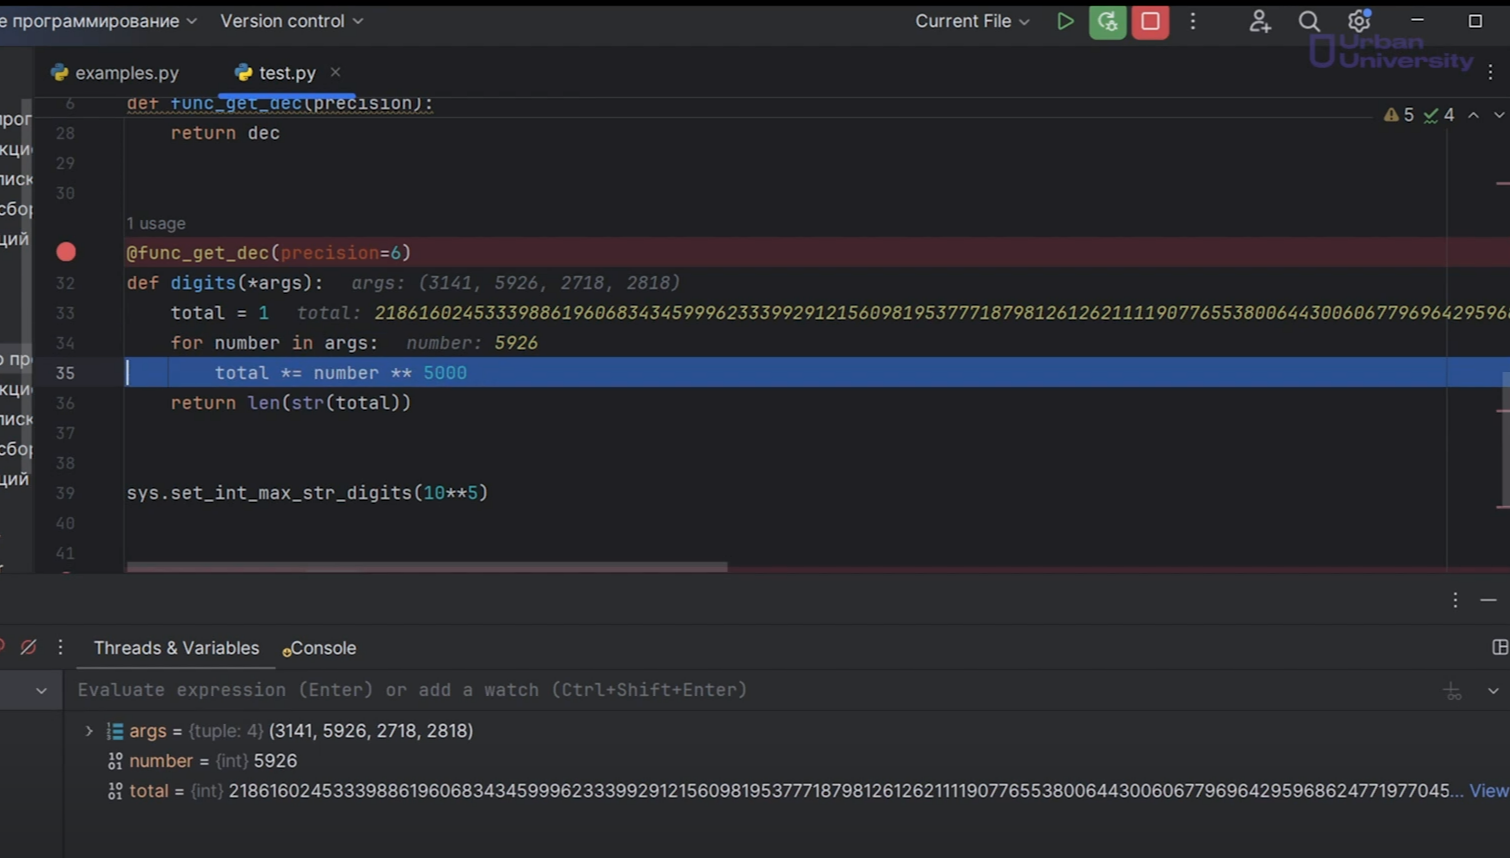 е программирование Version control Current File
Urban University
examples.py test.py
6 def func_get_dec(precision):
5 4
28 return dec
29
30
1 usage
@func_get_dec(precision=6)
32 def digits(*args): args: (3141, 5926, 2718, 2818)
33 total = 1 total:
34 for number in args: number: 5926
35 total *= number ** 5000
36 return len(str(total))
37
38
39 sys.set_int_max_str_digits(10**5)
40
41
Threads & Variables Console
Evaluate expression (Enter) or add a watch (Ctrl+Shift+Enter)
args = {tuple: 4} (3141, 5926, 2718, 2818)
number = {int} 5926
total = {int} ... View